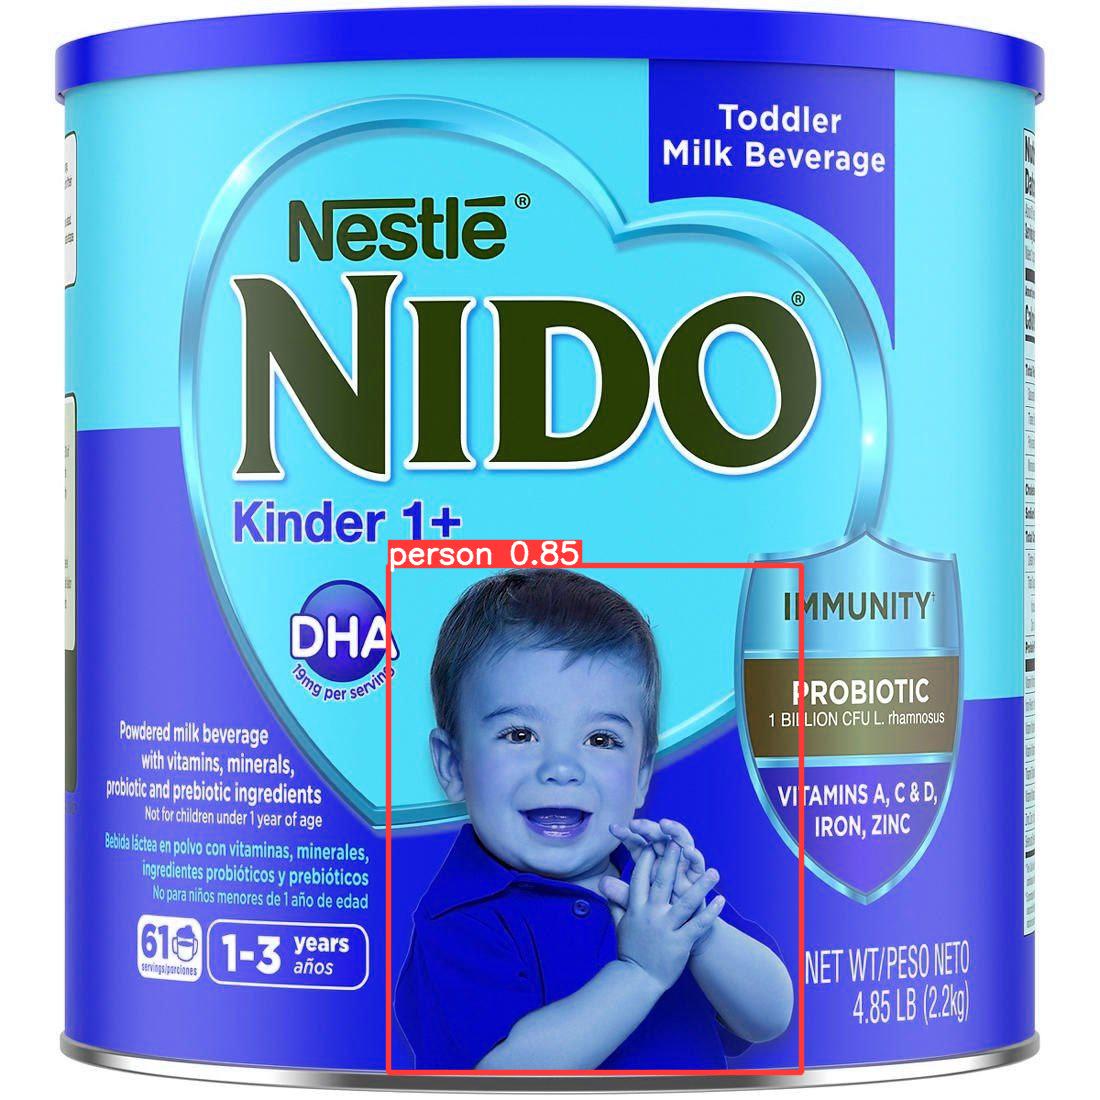 Toddler
Milk Beverage
Nestlé®
NIDO®
Kinder 1+
person 0.85
DHA
19mg per serving
IMMUNITY†
PROBIOTIC
1 BILLION CFU L. rhamnosus
VITAMINS A, C & D,
IRON, ZINC
Powdered milk beverage
with vitamins, minerals,
probiotic and prebiotic ingredients
Not for children under 1 year of age
Bebida láctea en polvo con vitaminas, minerales,
ingredientes probióticos y prebióticos
No para niños menores de 1 año de edad
61
servings/porciones
1-3 years
años
NET WT/PESO NETO
4.85 LB (2.2kg)